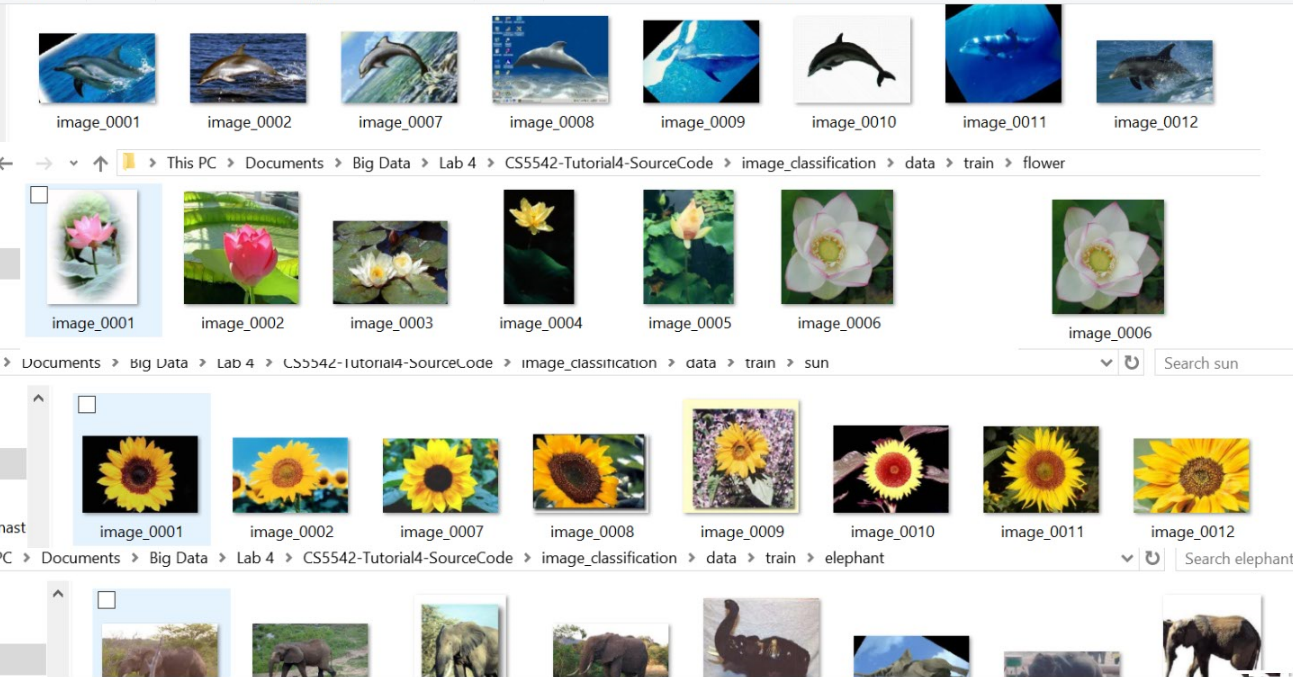 image_0001 image_0002 image_0007 image_0008 image_0009 image_0010 image_0011 image_0012
This PC > Documents > Big Data > Lab 4 > CS5542-Tutorial4-SourceCode > image_classification > data > train > flower
image_0001 image_0002 image_0003 image_0004 image_0005 image_0006
image_0006
> Documents > Big Data > Lab 4 > CS5542-Tutorial4-SourceCode > image_classification > data > train > sun
Search sun
image_0001 image_0002 image_0007 image_0008 image_0009 image_0010 image_0011 image_0012
PC > Documents > Big Data > Lab 4 > CS5542-Tutorial4-SourceCode > image_classification > data > train > elephant
Search elephant